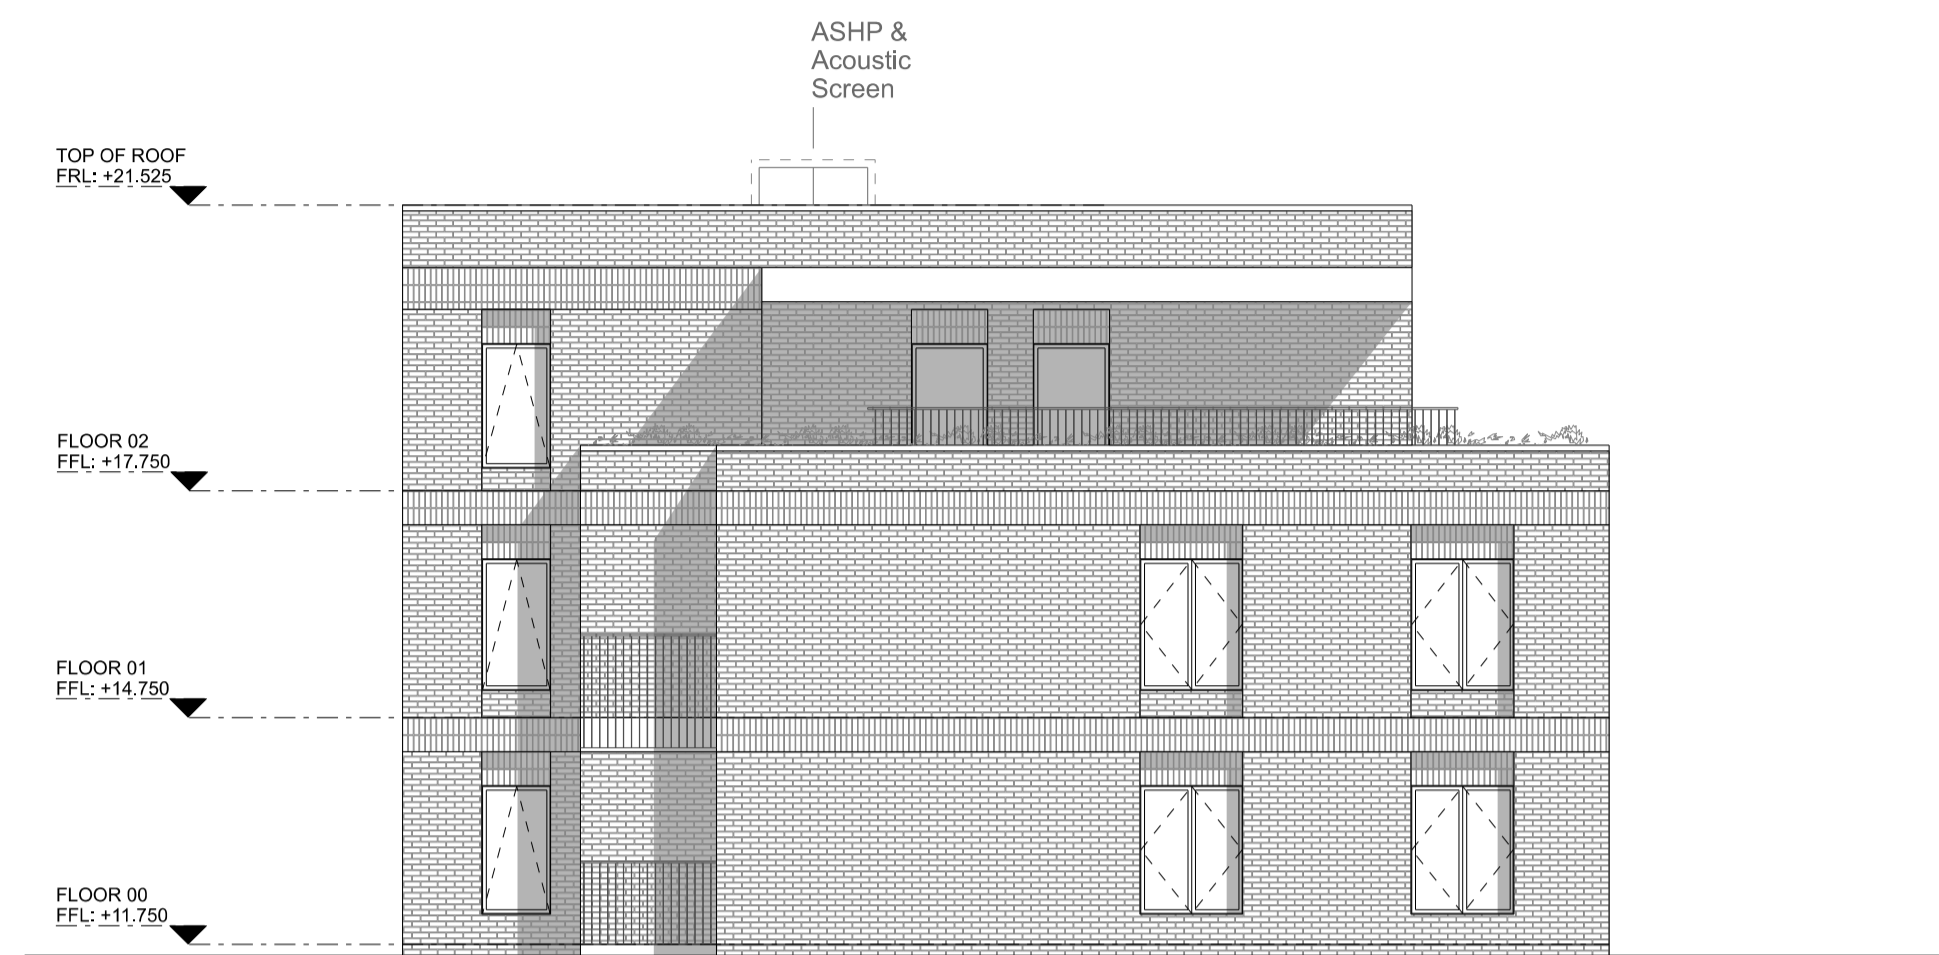 ASHP &
Acoustic
Screen
TOP OF ROOF
FRL: +21.525
FLOOR 02
FFL: +17.750
FLOOR 01
FFL: +14.750
FLOOR 00
FFL: +11.750